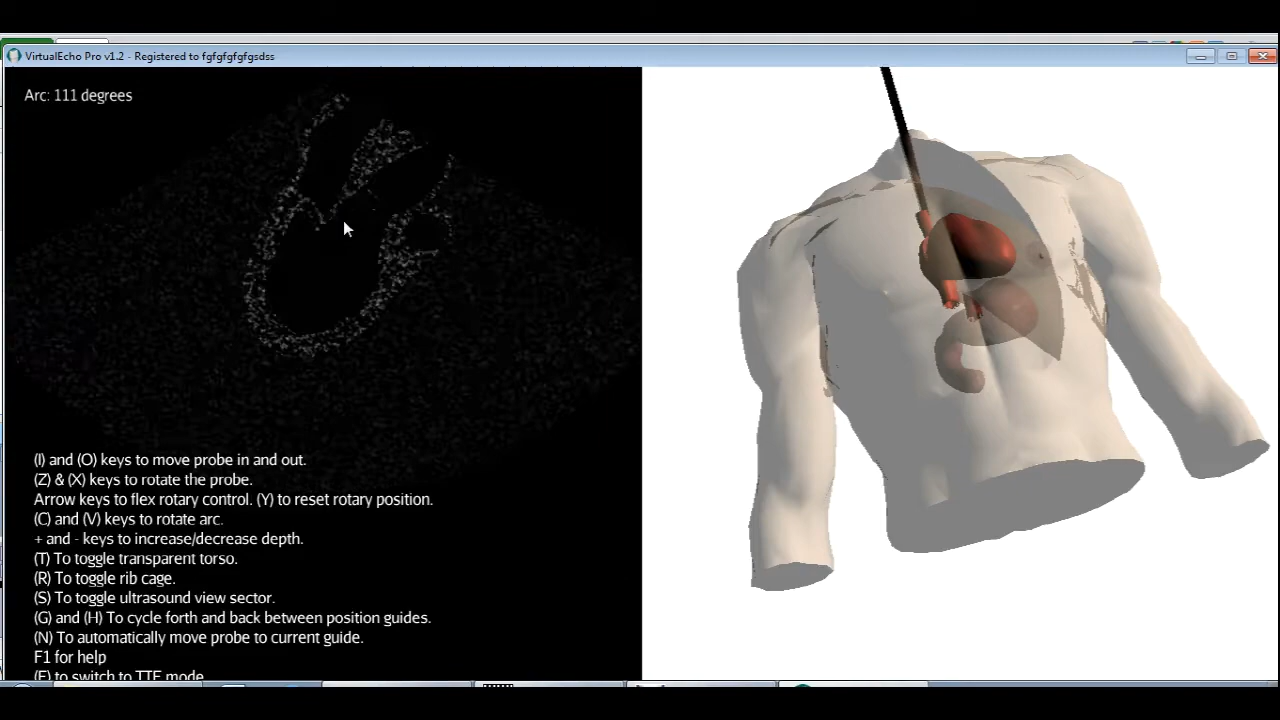 VirtualEcho Pro v1.2 - Registered to fgfgfgfgfgsdss
Arc: 111 degrees
(I) and (O) keys to move probe in and out.
(Z) & (X) keys to rotate the probe.
Arrow keys to flex rotary control. (Y) to reset rotary position.
(C) and (V) keys to rotate arc.
+ and - keys to increase/decrease depth.
(T) To toggle transparent torso.
(R) To toggle rib cage.
(S) To toggle ultrasound view sector.
(G) and (H) To cycle forth and back between position guides.
(N) To automatically move probe to current guide.
F1 for help
to switch to TTE mode